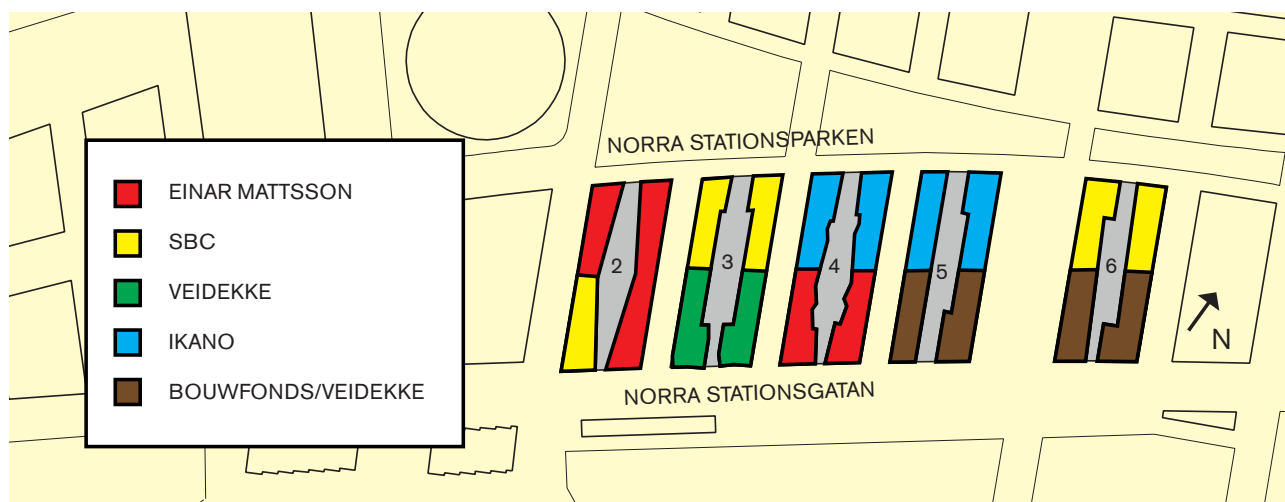 NORRA STATIONSPARKEN
EINAR MATTSSON
SBC
VEIDEKKE
IKANO
BOUWFONDS/VEIDEKKE
2
3
4
5
6
N
NORRA STATIONSGATAN